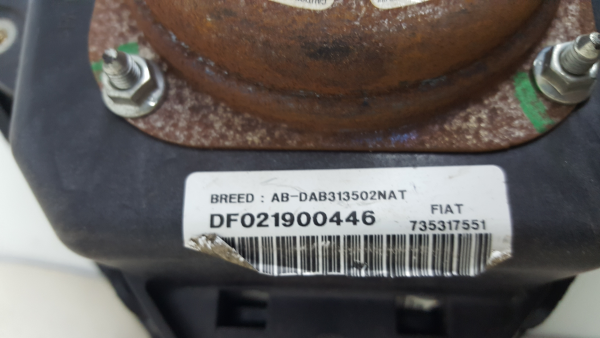 BREED : AB-DAB313502NAT
DF021900446
FIAT
735317551